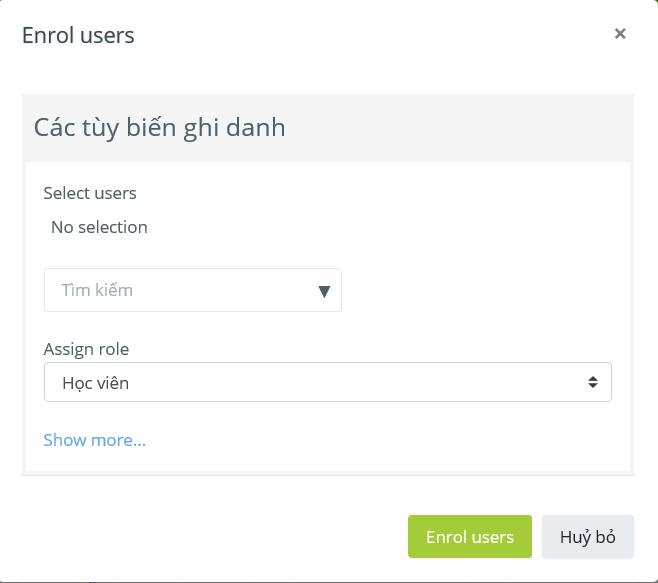 Enrol users
×
Các tùy biến ghi danh
Select users
No selection
Tìm kiếm
Assign role
Học viên
Show more...
Enrol users
Huỷ bỏ